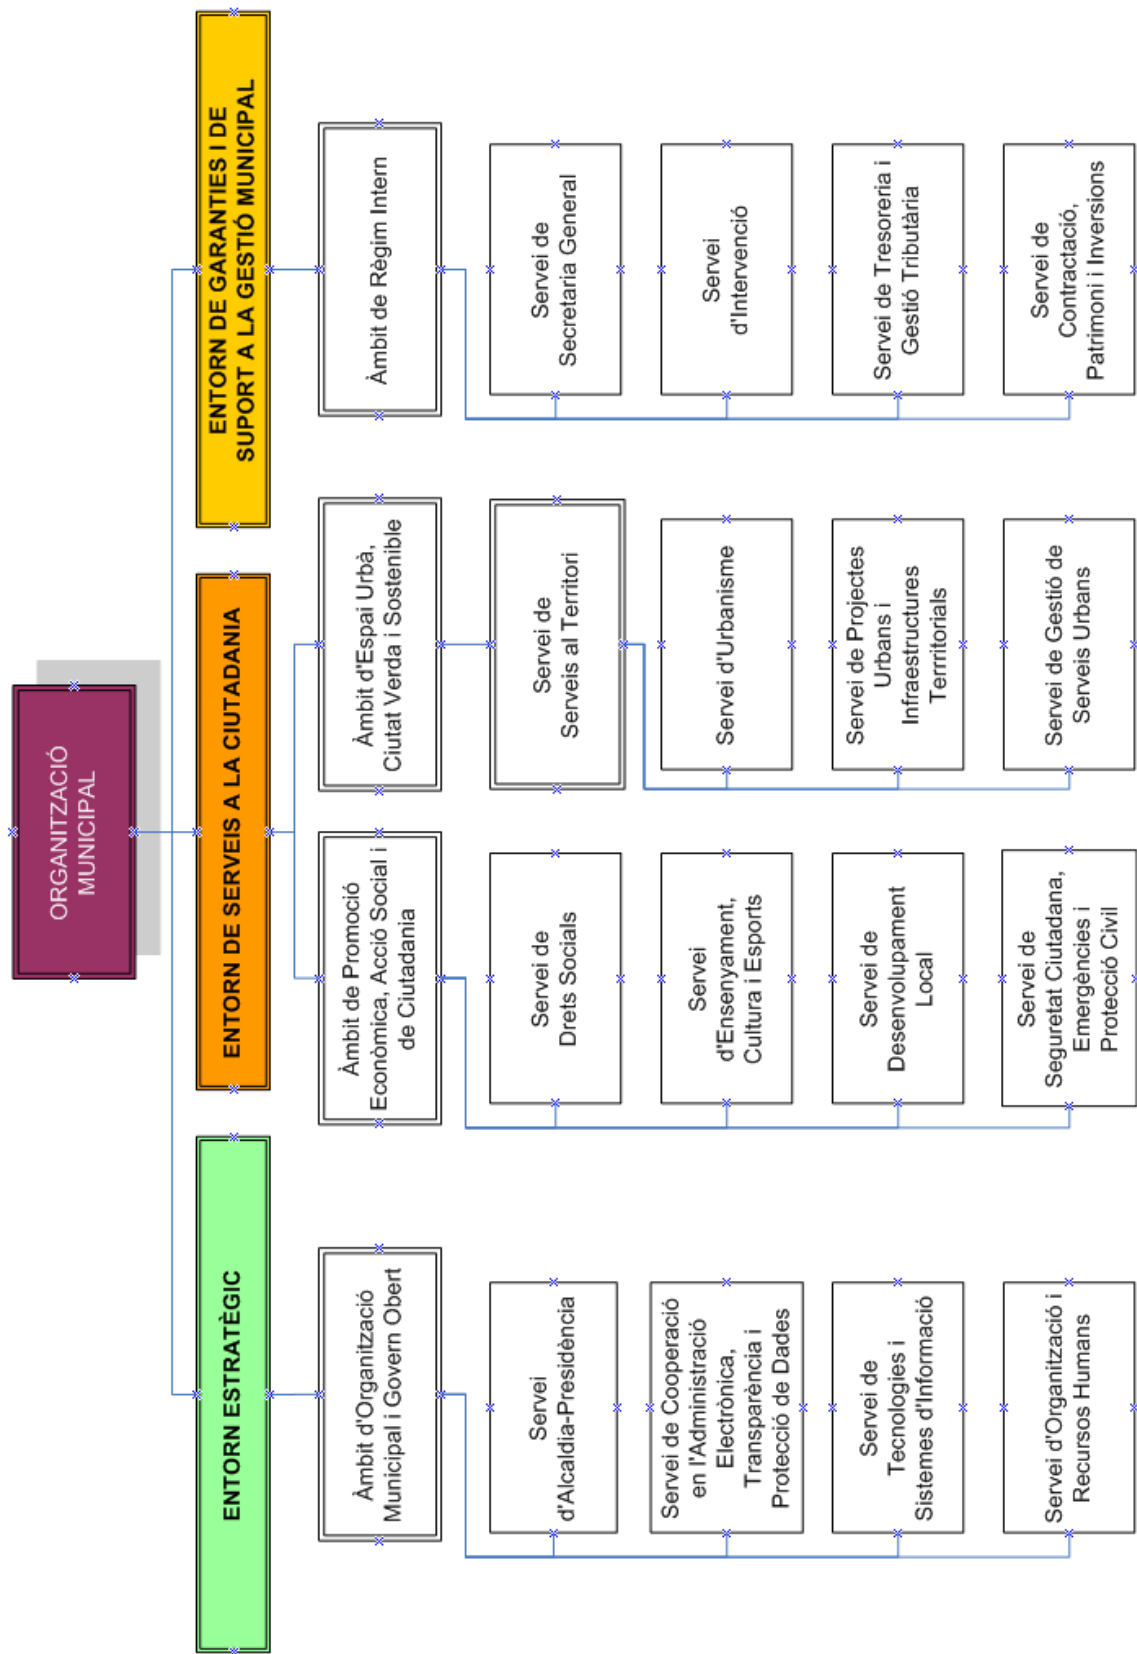 ORGANITZACIÓ
MUNICIPAL
ENTORN ESTRATÈGIC
ENTORN DE SERVEIS A LA CIUTADANIA
ENTORN DE GARANTIES I DE
SUPORT A LA GESTIÓ MUNICIPAL
Àmbit d'Organització
Municipal i Govern Obert
Àmbit de Promoció
Econòmica, Acció Social i
de Ciutadania
Àmbit d'Espai Urbà,
Ciutat Verda i Sostenible
Àmbit de Règim Intern
Servei
d'Alcaldia-Presidència
Servei de
Drets Socials
Servei de
Serveis al Territori
Servei de
Secretaria General
Servei de Cooperació
en l'Administració
Electrònica,
Transparència i
Protecció de Dades
Servei
d'Ensenyament,
Cultura i Esports
Servei d'Urbanisme
Servei
d'Intervenció
Servei de
Tecnologies i
Sistemes d'Informació
Servei de
Desenvolupament
Local
Servei de Projectes
Urbans i
Infraestructures
Terrritorials
Servei de Tresoreria i
Gestió Tributària
Servei d'Organització i
Recursos Humans
Servei de
Seguretat Ciutadana,
Emergències i
Protecció Civil
Servei de Gestió de
Serveis Urbans
Servei de
Contractació,
Patrimoni i Inversions